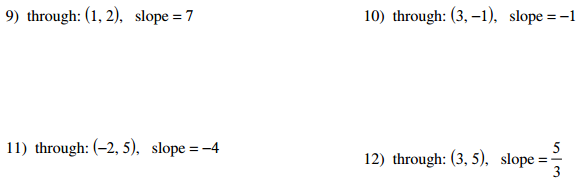 9) through: (1, 2), slope = 7
10) through: (3, –1), slope = –1
11) through: (–2, 5), slope = –4
12) through: (3, 5), slope = 5/3